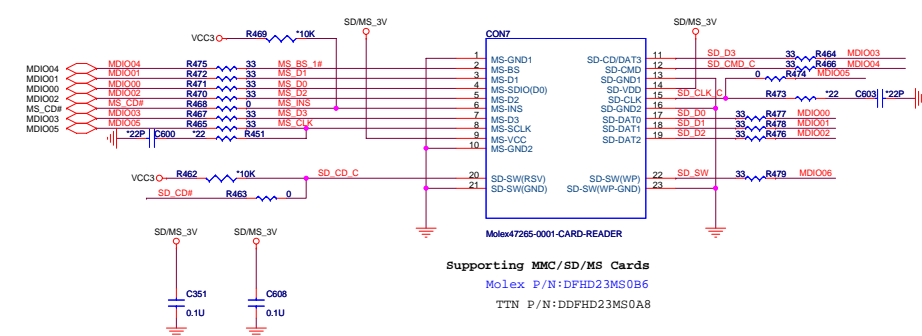 SD/MS_3V SD/MS_3V
VCC3 R469 *10K
CON7
MDIO04 MDIO04 R475 33 MS_BS_1# 1 MS-GND1 SD-CD/DAT3 11 SD_D3 33 R464 MDIO03
MDIO01 MDIO01 R472 33 MS_D1 2 MS-BS SD-CMD 12 SD_CMD_C 33 R466 MDIO04
MDIO00 MDIO00 R471 33 MS_D0 3 MS-D1 SD-GND1 13 0 R474 MDIO05
MDIO02 MDIO02 R470 33 MS_D2 4 MS-SDIO(D0) SD-VDD 14
MS_CD# MS_CD# R468 0 MS_INS 5 MS-D2 SD-CLK 15 SD_CLK_C R473 *22 C603 *22P
MDIO03 MDIO03 R467 33 MS_D3 6 MS-INS SD-GND2 16
MDIO05 MDIO05 R465 33 MS_CLK 7 MS-D3 SD-DAT0 17 SD_D0 33 R477 MDIO00
*22P C600 *22 R451 8 MS-SCLK SD-DAT1 18 SD_D1 33 R478 MDIO01
9 MS-VCC SD-DAT2 19 SD_D2 33 R476 MDIO02
10 MS-GND2
VCC3 R462 *10K SD_CD_C 20 SD-SW(RSV) SD-SW(WP) 22 SD_SW 33 R479 MDIO06
SD_CD# R463 0 21 SD-SW(GND) SD-SW(WP-GND) 23
SD/MS_3V SD/MS_3V
Molex47265-0001-CARD-READER
Supporting MMC/SD/MS Cards
Molex P/N:DFHD23MS0B6
TTN P/N:DDFHD23MS0A8
C351 C608
0.1U 0.1U